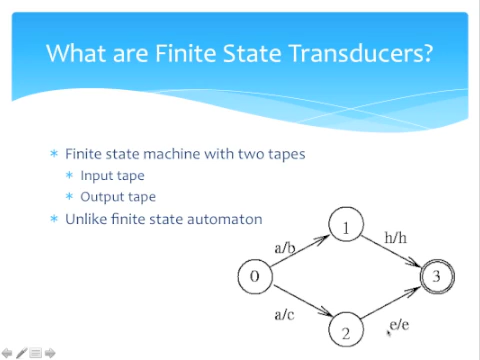 What are Finite State Transducers?
Finite state machine with two tapes
Input tape
Output tape
Unlike finite state automaton
1
a/b
h/h
0
3
a/c
2
e/e